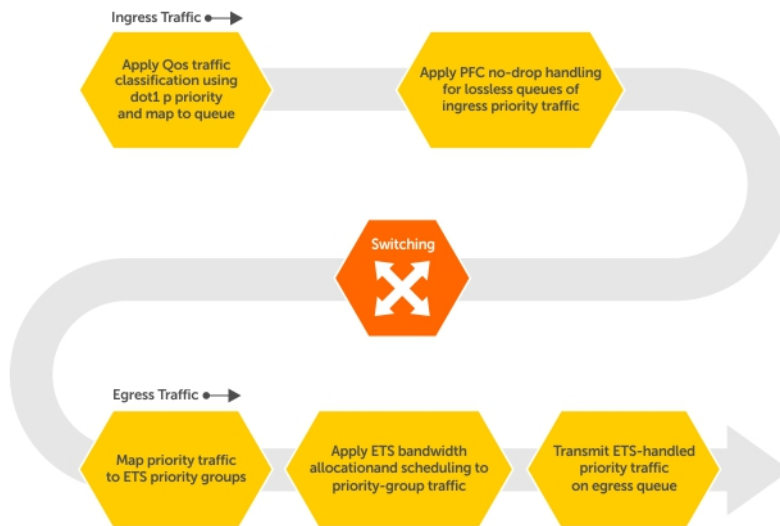 Ingress Traffic
Apply Qos traffic
classification using
dot1 p priority
and map to queue
Apply PFC no-drop handling
for lossless queues of
ingress priority traffic
Switching
Egress Traffic
Map priority traffic
to ETS priority groups
Apply ETS bandwidth
allocationand scheduling to
priority-group traffic
Transmit ETS-handled
priority traffic
on egress queue